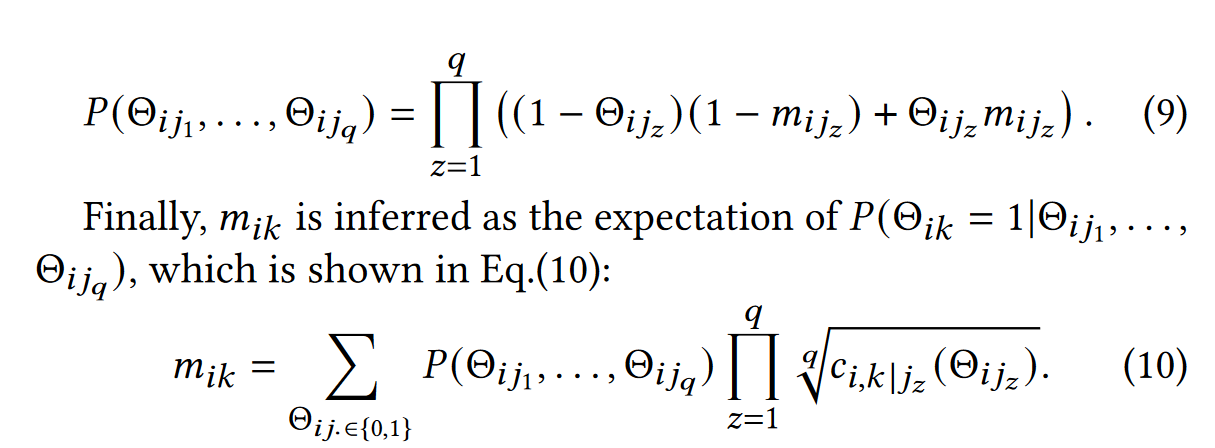 P(Θ_{ij_1}, . . . , Θ_{ij_q}) = ∏_{z=1}^{q} ((1 − Θ_{ij_z})(1 − m_{ij_z}) + Θ_{ij_z} m_{ij_z}) . (9)
Finally, m_{ik} is inferred as the expectation of P(Θ_{ik} = 1|Θ_{ij_1}, . . . ,
Θ_{ij_q}), which is shown in Eq.(10):
m_{ik} = ∑_{Θ_{ij·}∈{0,1}} P(Θ_{ij_1}, . . . , Θ_{ij_q}) ∏_{z=1}^{q} \sqrt[q]{c_{i,k|j_z}(Θ_{ij_z})}. (10)